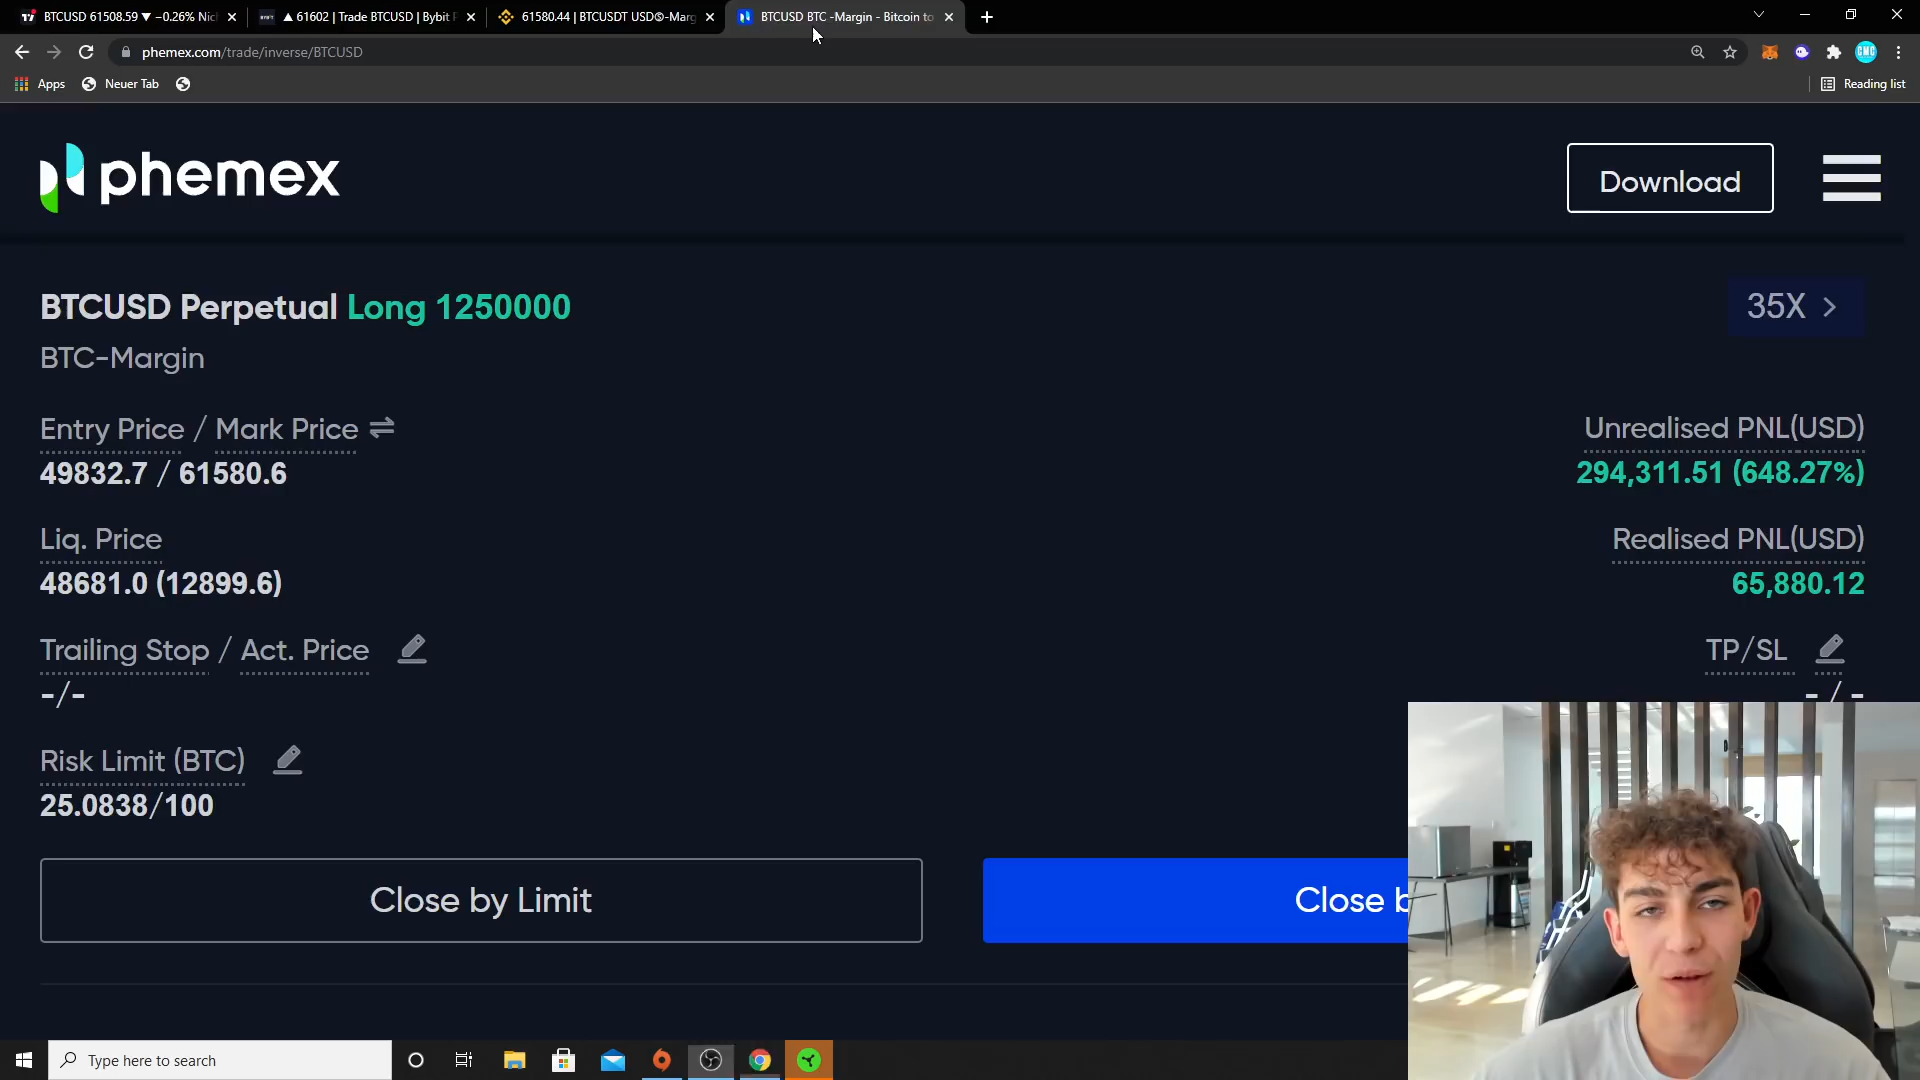 BTCUSD 61508.59 ▼ −0.26% Nic
▲ 61602 | Trade BTCUSD | Bybit
61580.44 | BTCUSDT USDⓈ-Marg
BTCUSD BTC -Margin - Bitcoin to
phemex.com/trade/inverse/BTCUSD
Apps
Neuer Tab
Reading list
phemex
Download
BTCUSD Perpetual Long 1250000
35X >
BTC-Margin
Entry Price / Mark Price
Unrealised PNL(USD)
49832.7 / 61580.6
294,311.51 (648.27%)
Liq. Price
Realised PNL(USD)
48681.0 (12899.6)
65,880.12
Trailing Stop / Act. Price
TP/SL
-/-
- / -
Risk Limit (BTC)
25.0838/100
Close by Limit
Close b
CMC
Type here to search